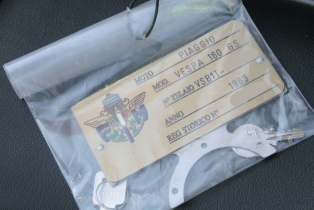 MOTO PIAGGIO
MOD. VESPA 160 GS
N° TELAIO VSB1T-
ANNO 1963
REG. STORICO N°